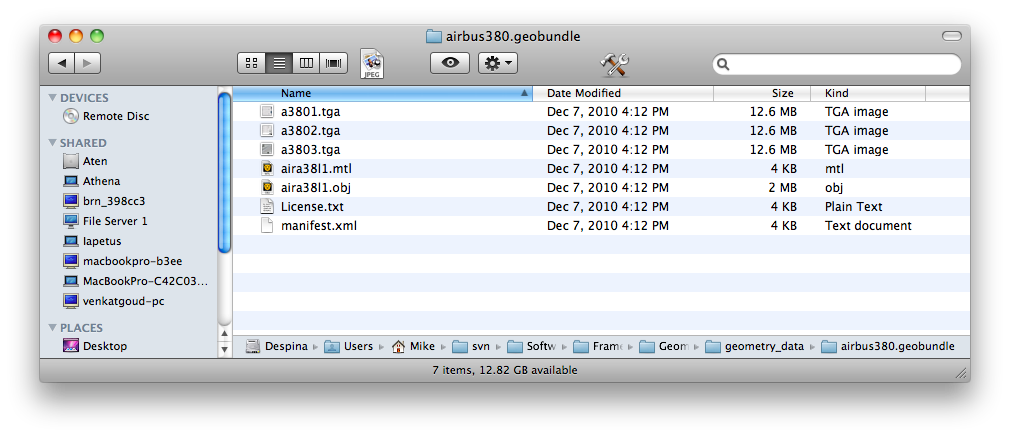 airbus380.geobundle
JPEG
Name Date Modified Size Kind
DEVICES
Remote Disc
SHARED
Aten
Athena
brn_398cc3
File Server 1
Iapetus
macbookpro-b3ee
MacBookPro-C42C03...
venkatgoud-pc
PLACES
Desktop
a3801.tga Dec 7, 2010 4:12 PM 12.6 MB TGA image
a3802.tga Dec 7, 2010 4:12 PM 12.6 MB TGA image
a3803.tga Dec 7, 2010 4:12 PM 12.6 MB TGA image
aira38l1.mtl Dec 7, 2010 4:12 PM 4 KB mtl
aira38l1.obj Dec 7, 2010 4:12 PM 2 MB obj
License.txt Dec 7, 2010 4:12 PM 4 KB Plain Text
manifest.xml Dec 7, 2010 4:12 PM 4 KB Text document
Despina Users Mike svn Softw Frame Geom geometry_data airbus380.geobundle
7 items, 12.82 GB available